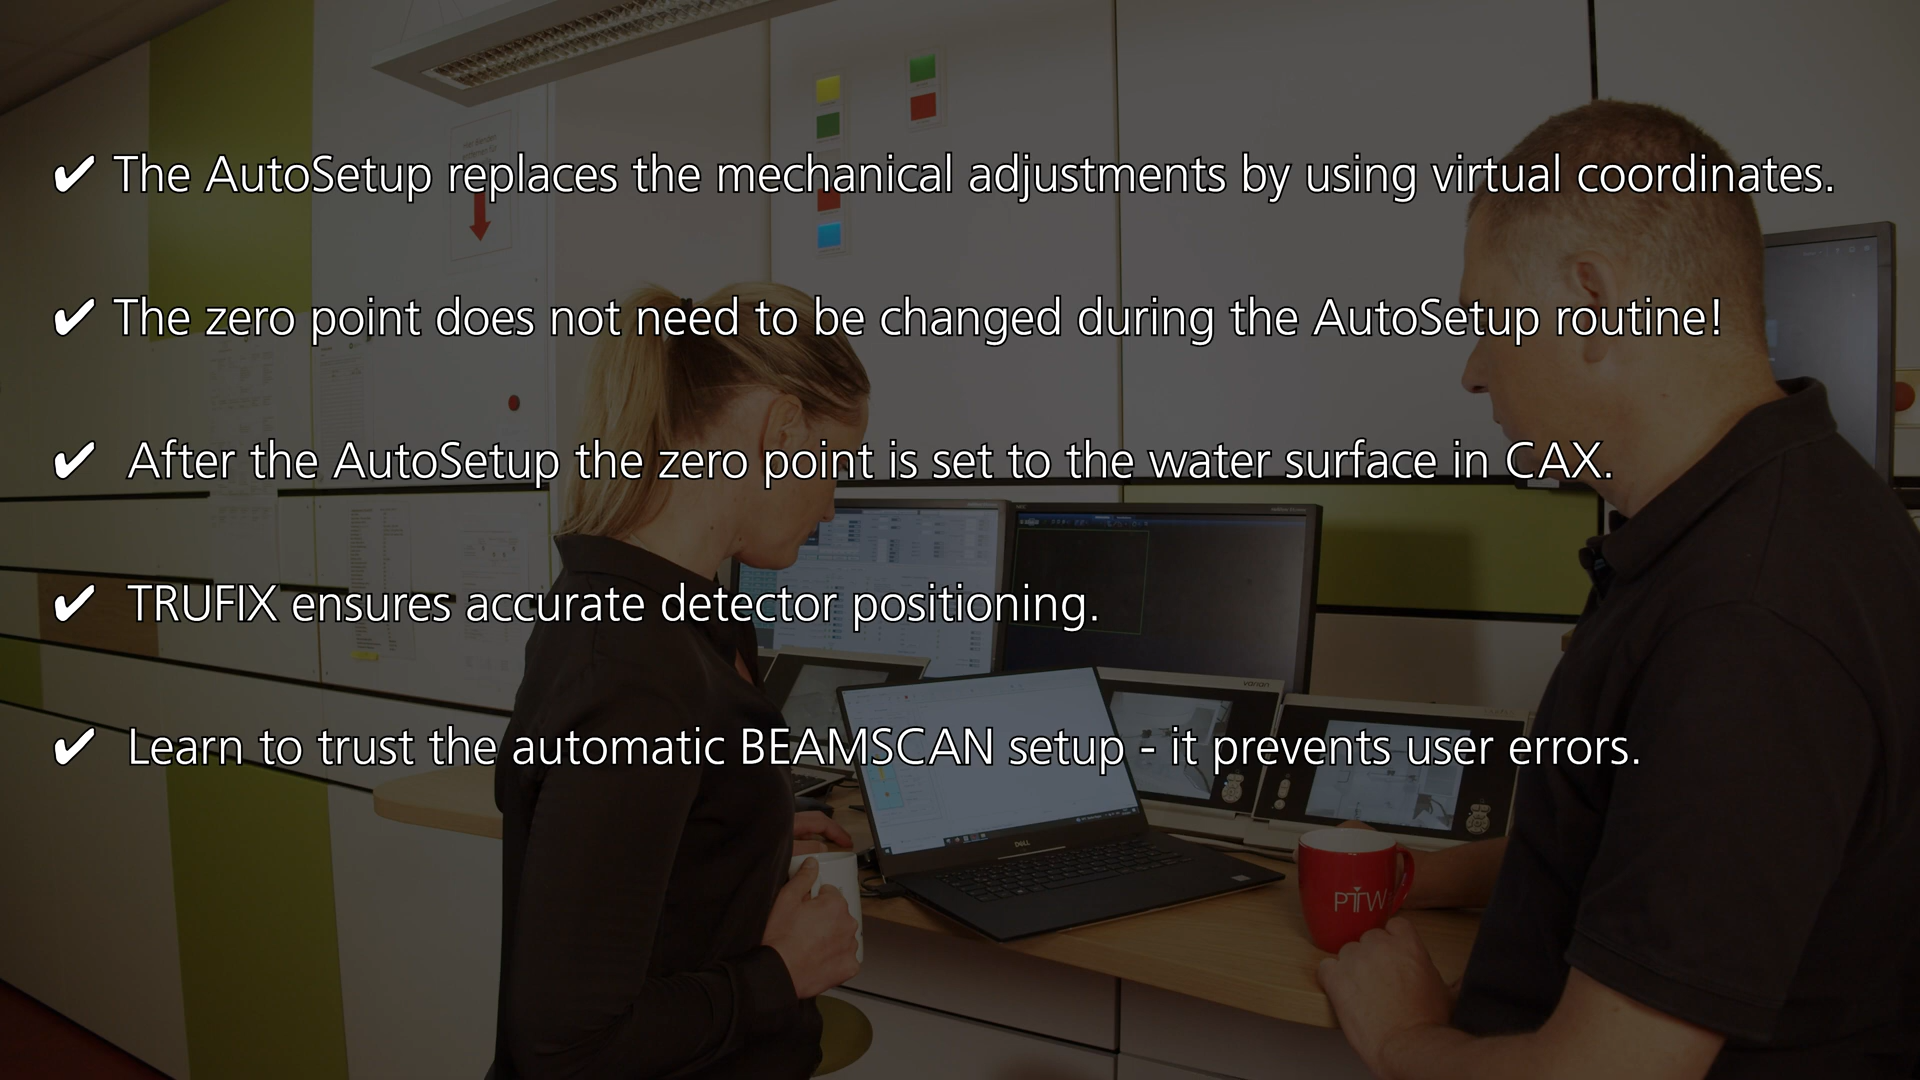 ✔ The AutoSetup replaces the mechanical adjustments by using virtual coordinates.
✔ The zero point does not need to be changed during the AutoSetup routine!
✔ After the AutoSetup the zero point is set to the water surface in CAX.
✔ TRUFIX ensures accurate detector positioning.
✔ Learn to trust the automatic BEAMSCAN setup - it prevents user errors.
varian
DELL
PTW